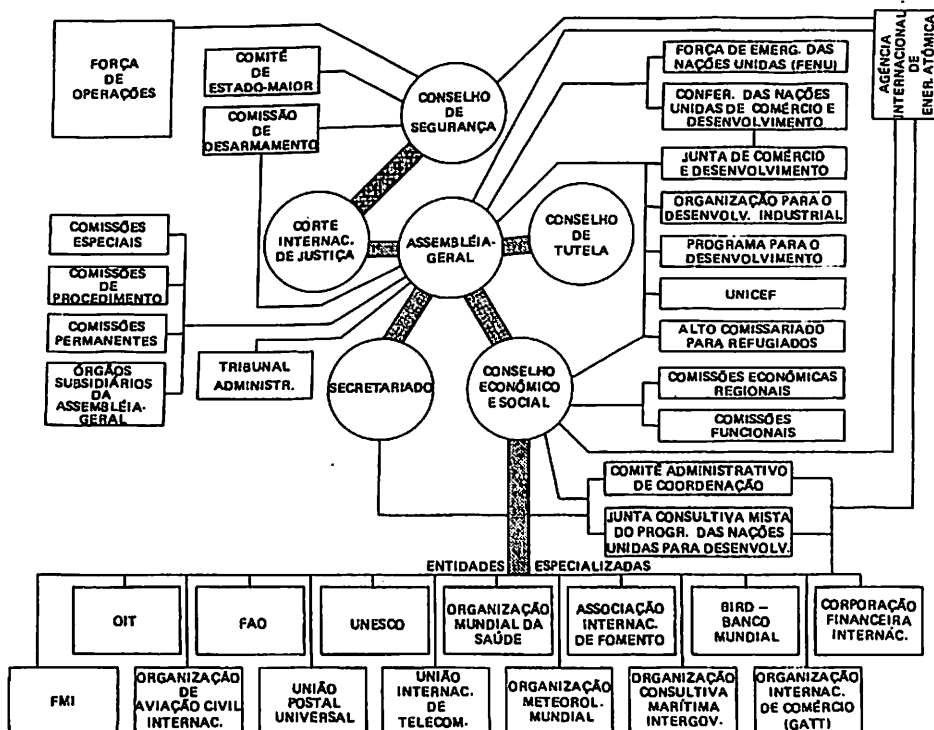 FORÇA
DE
OPERAÇÕES
COMITÊ
DE
ESTADO-MAIOR
COMISSÃO
DE
DESARMAMENTO
CONSELHO
DE
SEGURANÇA
FORÇA DE EMERG. DAS
NAÇÕES UNIDAS (FENU)
CONFER. DAS NAÇÕES
UNIDAS DE COMÉRCIO E
DESENVOLVIMENTO
AGÊNCIA
INTERNACIONAL
DE
ENER. ATÔMICA
JUNTA DE COMÉRCIO
E DESENVOLVIMENTO
ORGANIZAÇÃO PARA O
DESENVOLV. INDUSTRIAL
PROGRAMA PARA O
DESENVOLVIMENTO
UNICEF
ALTO COMISSARIADO
PARA REFUGIADOS
COMISSÕES ECONÔMICAS
REGIONAIS
COMISSÕES
FUNCIONAIS
CORTE
INTERNAC.
DE JUSTIÇA
ASSEMBLÉIA-
GERAL
CONSELHO
DE
TUTELA
COMISSÕES
ESPECIAIS
COMISSÕES
DE
PROCEDIMENTO
COMISSÕES
PERMANENTES
ÓRGÃOS
SUBSIDIÁRIOS
DA
ASSEMBLÉIA-
GERAL
TRIBUNAL
ADMINISTR.
SECRETARIADO
CONSELHO
ECONÔMICO
E SOCIAL
COMITÊ ADMINISTRATIVO
DE COORDENAÇÃO
JUNTA CONSULTIVA MISTA
DO PROGR. DAS NAÇÕES
UNIDAS PARA DESENVOLV.
ENTIDADES ESPECIALIZADAS
OIT
FAO
UNESCO
ORGANIZAÇÃO
MUNDIAL DA
SAÚDE
ASSOCIAÇÃO
INTERNAC.
DE FOMENTO
BIRD –
BANCO
MUNDIAL
CORPORAÇÃO
FINANCEIRA
INTERNAC.
FMI
ORGANIZAÇÃO
DE
AVIAÇÃO CIVIL
INTERNAC.
UNIÃO
POSTAL
UNIVERSAL
UNIÃO
INTERNAC.
DE
TELECOM.
ORGANIZAÇÃO
METEOROL.
MUNDIAL
ORGANIZAÇÃO
CONSULTIVA
MARÍTIMA
INTERGOV.
ORGANIZAÇÃO
INTERNAC.
DE COMÉRCIO
(GATT)